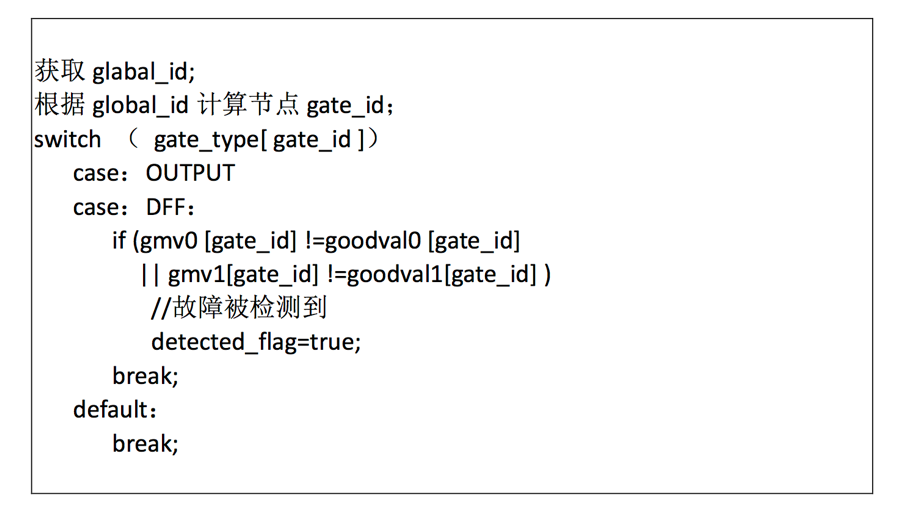 获取 glabal_id;
根据 global_id 计算节点 gate_id；
switch （ gate_type[ gate_id ]）
case： OUTPUT
case： DFF：
if (gmv0 [gate_id] !=goodval0 [gate_id]
|| gmv1[gate_id] !=goodval1[gate_id] )
//故障被检测到
detected_flag=true;
break;
default：
break;